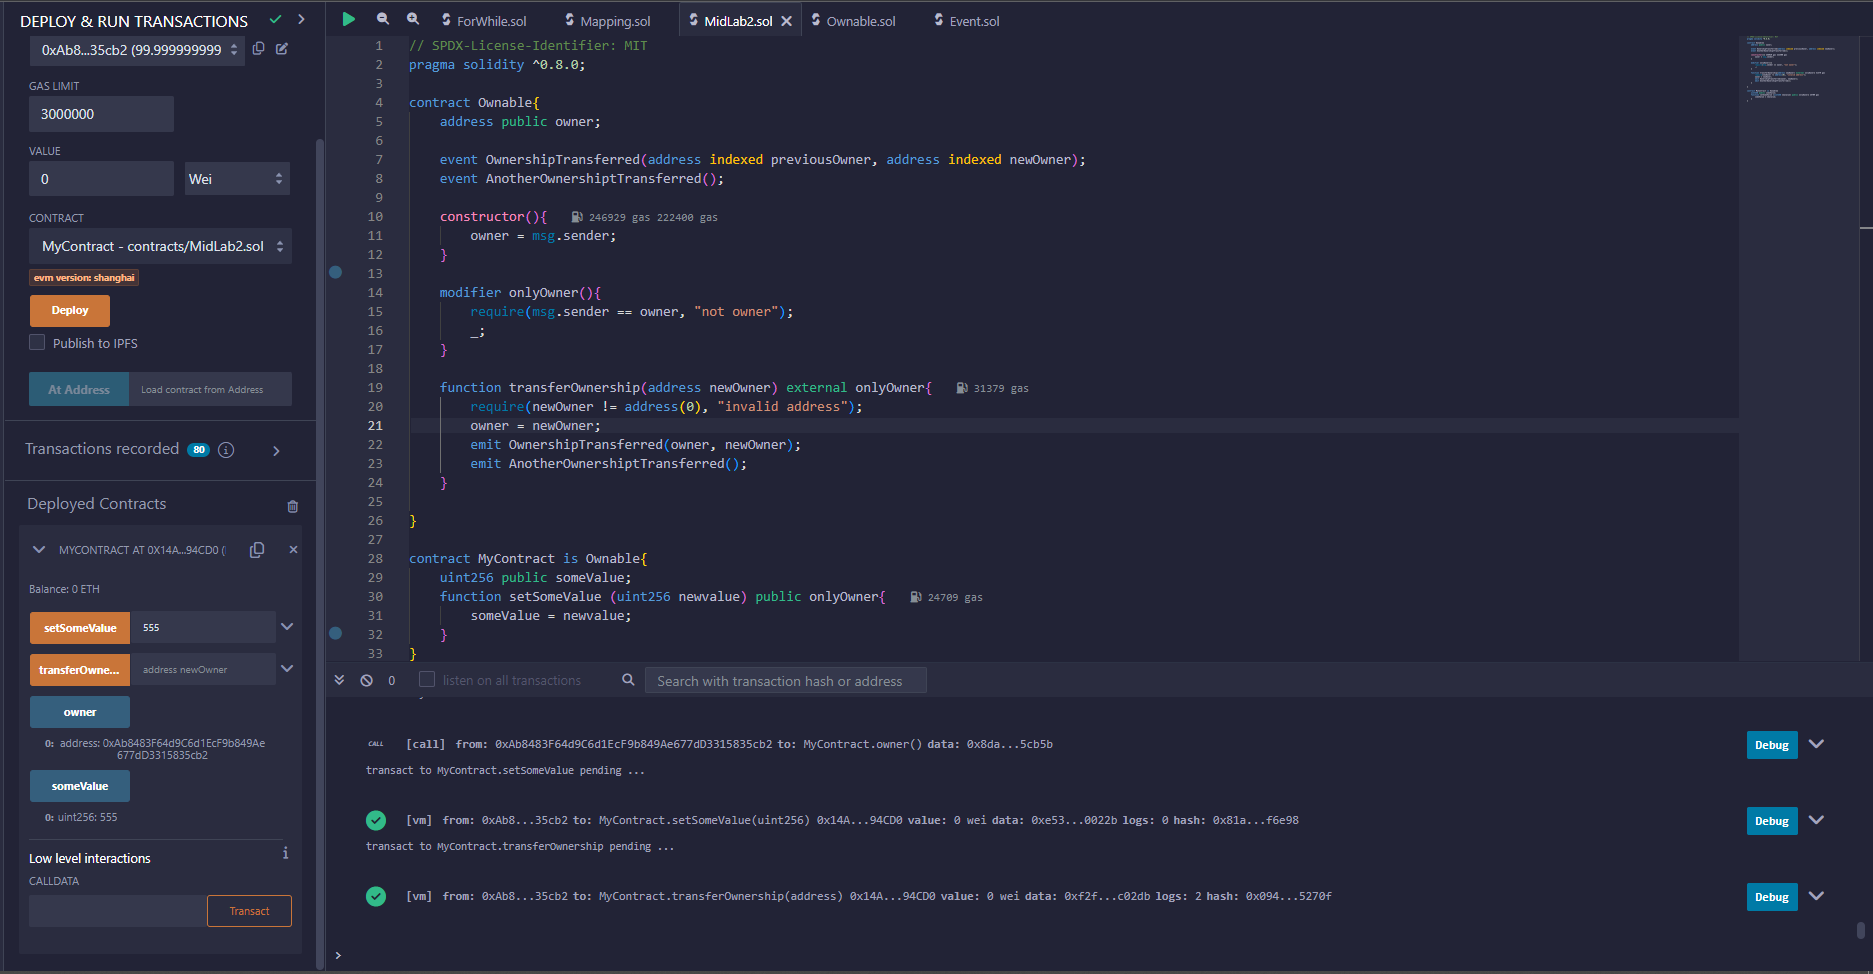 DEPLOY & RUN TRANSACTIONS
0xAb8...35cb2 (99.999999999
GAS LIMIT
3000000
VALUE
0
Wei
CONTRACT
MyContract - contracts/MidLab2.sol
evm version: shanghai
Deploy
Publish to IPFS
At Address
Load contract from Address
Transactions recorded 80
Deployed Contracts
MYCONTRACT AT 0X14A...94CD0 (
Balance: 0 ETH
setSomeValue 555
transferOwne... address newOwner
owner
0: address: 0xAb8483F64d9C6d1EcF9b849Ae
677dD3315835cb2
someValue
0: uint256: 555
Low level interactions
CALLDATA
Transact
ForWhile.sol
Mapping.sol
MidLab2.sol
Ownable.sol
Event.sol
1 // SPDX-License-Identifier: MIT
2 pragma solidity ^0.8.0;
3
4 contract Ownable{
5 address public owner;
6
7 event OwnershipTransferred(address indexed previousOwner, address indexed newOwner);
8 event AnotherOwnershiptTransferred();
9
10 constructor(){ 246929 gas 222400 gas
11 owner = msg.sender;
12 }
13
14 modifier onlyOwner(){
15 require(msg.sender == owner, "not owner");
16 _;
17 }
18
19 function transferOwnership(address newOwner) external onlyOwner{ 31379 gas
20 require(newOwner != address(0), "invalid address");
21 owner = newOwner;
22 emit OwnershipTransferred(owner, newOwner);
23 emit AnotherOwnershiptTransferred();
24 }
25
26 }
27
28 contract MyContract is Ownable{
29 uint256 public someValue;
30 function setSomeValue (uint256 newvalue) public onlyOwner{ 24709 gas
31 someValue = newvalue;
32 }
33 }
0 listen on all transactions
Search with transaction hash or address
CALL [call] from: 0xAb8483F64d9C6d1EcF9b849Ae677dD3315835cb2 to: MyContract.owner() data: 0x8da...5cb5b
Debug
transact to MyContract.setSomeValue pending ...
[vm] from: 0xAb8...35cb2 to: MyContract.setSomeValue(uint256) 0x14A...94CD0 value: 0 wei data: 0xe53...0022b logs: 0 hash: 0x81a...f6e98
Debug
transact to MyContract.transferOwnership pending ...
[vm] from: 0xAb8...35cb2 to: MyContract.transferOwnership(address) 0x14A...94CD0 value: 0 wei data: 0xf2f...c02db logs: 2 hash: 0x094...5270f
Debug
>